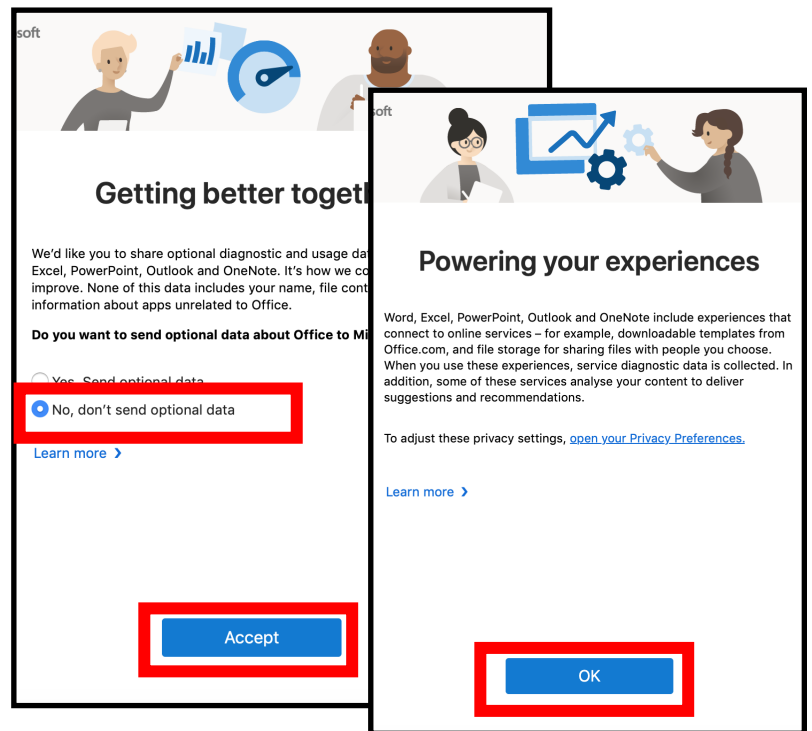 soft
Getting better toget
We’d like you to share optional diagnostic and usage dat
Excel, PowerPoint, Outlook and OneNote. It’s how we co
improve. None of this data includes your name, file cont
information about apps unrelated to Office.
Do you want to send optional data about Office to Mi
Yes, Send optional data
No, don’t send optional data
Learn more ❯
Accept
soft
Powering your experiences
Word, Excel, PowerPoint, Outlook and OneNote include experiences that
connect to online services – for example, downloadable templates from
Office.com, and file storage for sharing files with people you choose.
When you use these experiences, service diagnostic data is collected. In
addition, some of these services analyse your content to deliver
suggestions and recommendations.
To adjust these privacy settings, open your Privacy Preferences.
Learn more ❯
OK